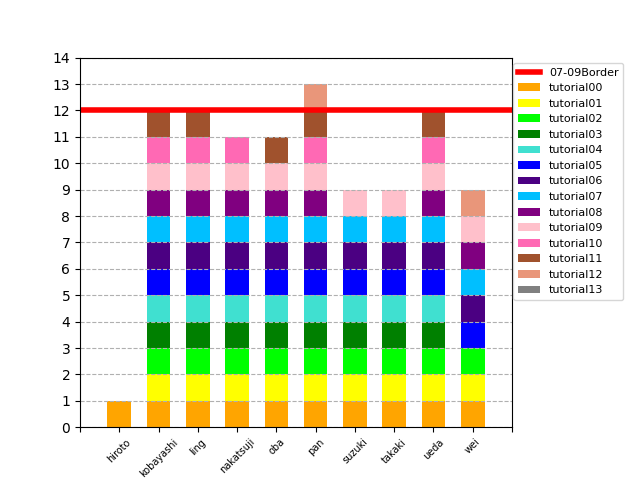 14
13
12
11
10
9
8
7
6
5
4
3
2
1
0
hiroto
kobayashi
ling
nakatsuji
oba
pan
suzuki
takaki
ueda
wei
07-09Border
tutorial00
tutorial01
tutorial02
tutorial03
tutorial04
tutorial05
tutorial06
tutorial07
tutorial08
tutorial09
tutorial10
tutorial11
tutorial12
tutorial13